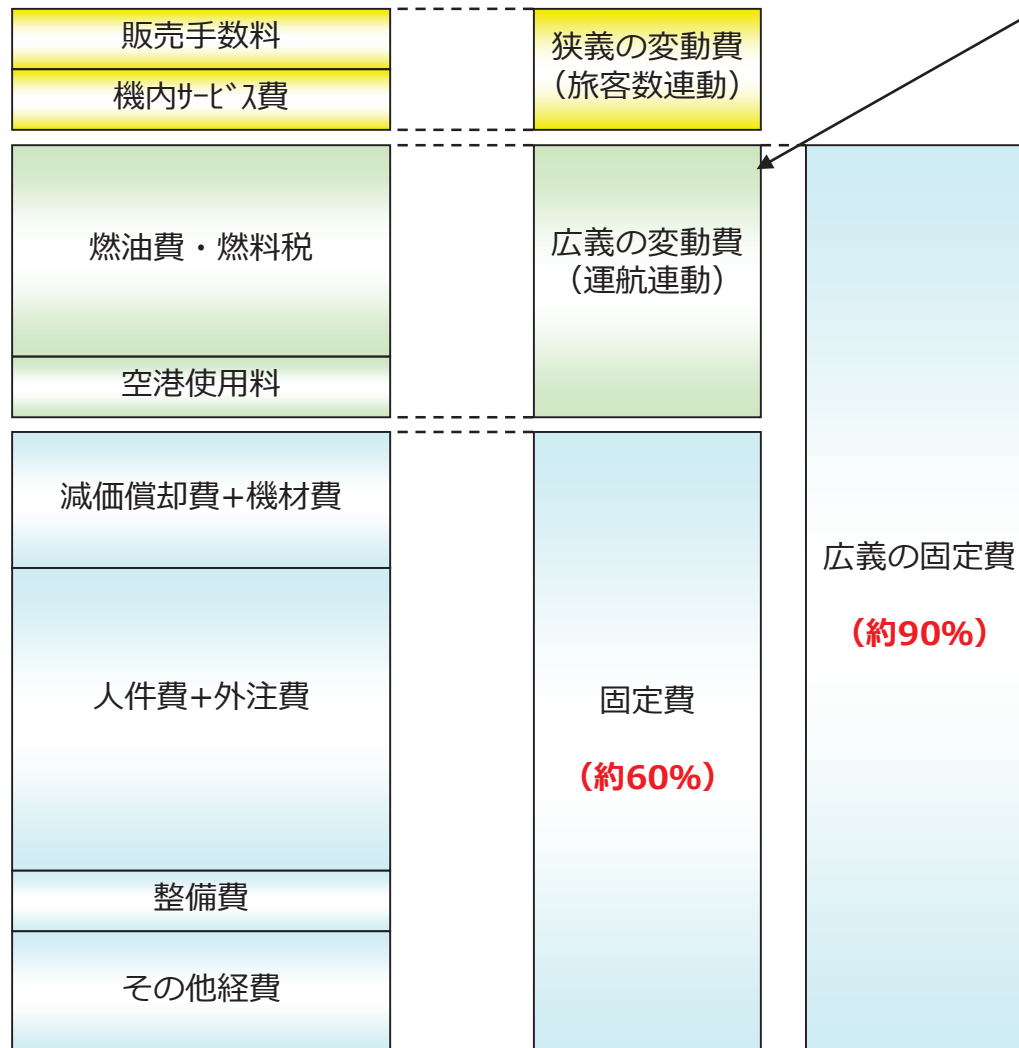 販売手数料
機内ｻｰﾋﾞｽ費
燃油費・燃料税
空港使用料
減価償却費+機材費
人件費+外注費
整備費
その他経費
狭義の変動費
（旅客数連動）
広義の変動費
（運航連動）
固定費
（約60%）
広義の固定費
（約90%）